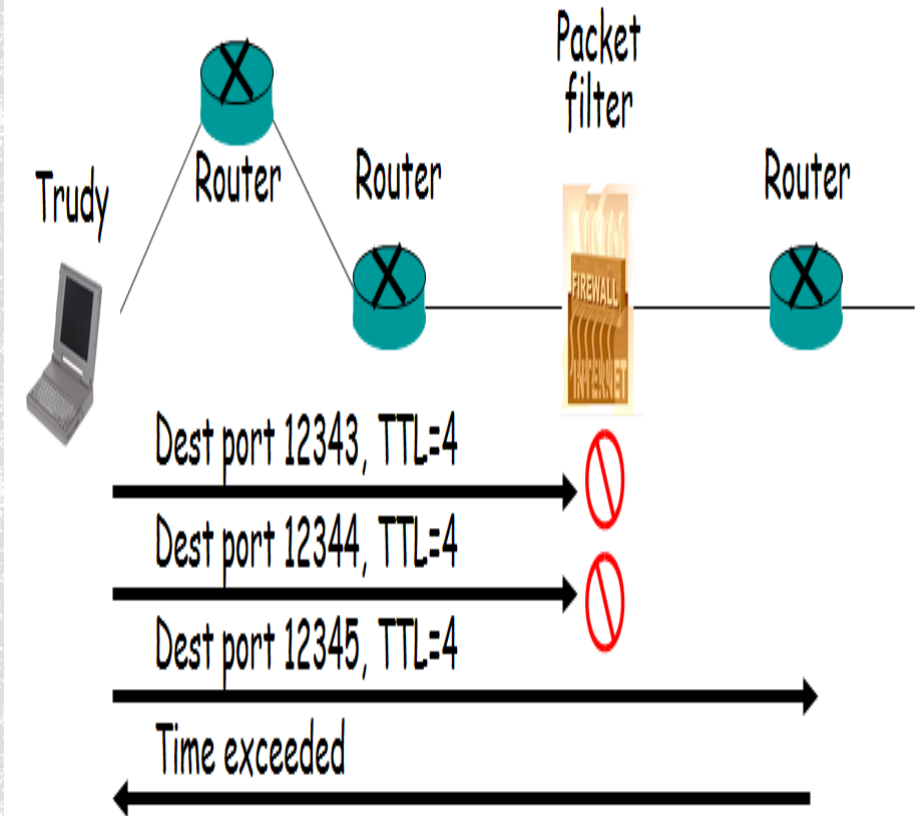 Packet
filter
Router
Router
Router
Trudy
FIREWALL
Dest port 12343, TTL=4
Dest port 12344, TTL=4
Dest port 12345, TTL=4
Time exceeded